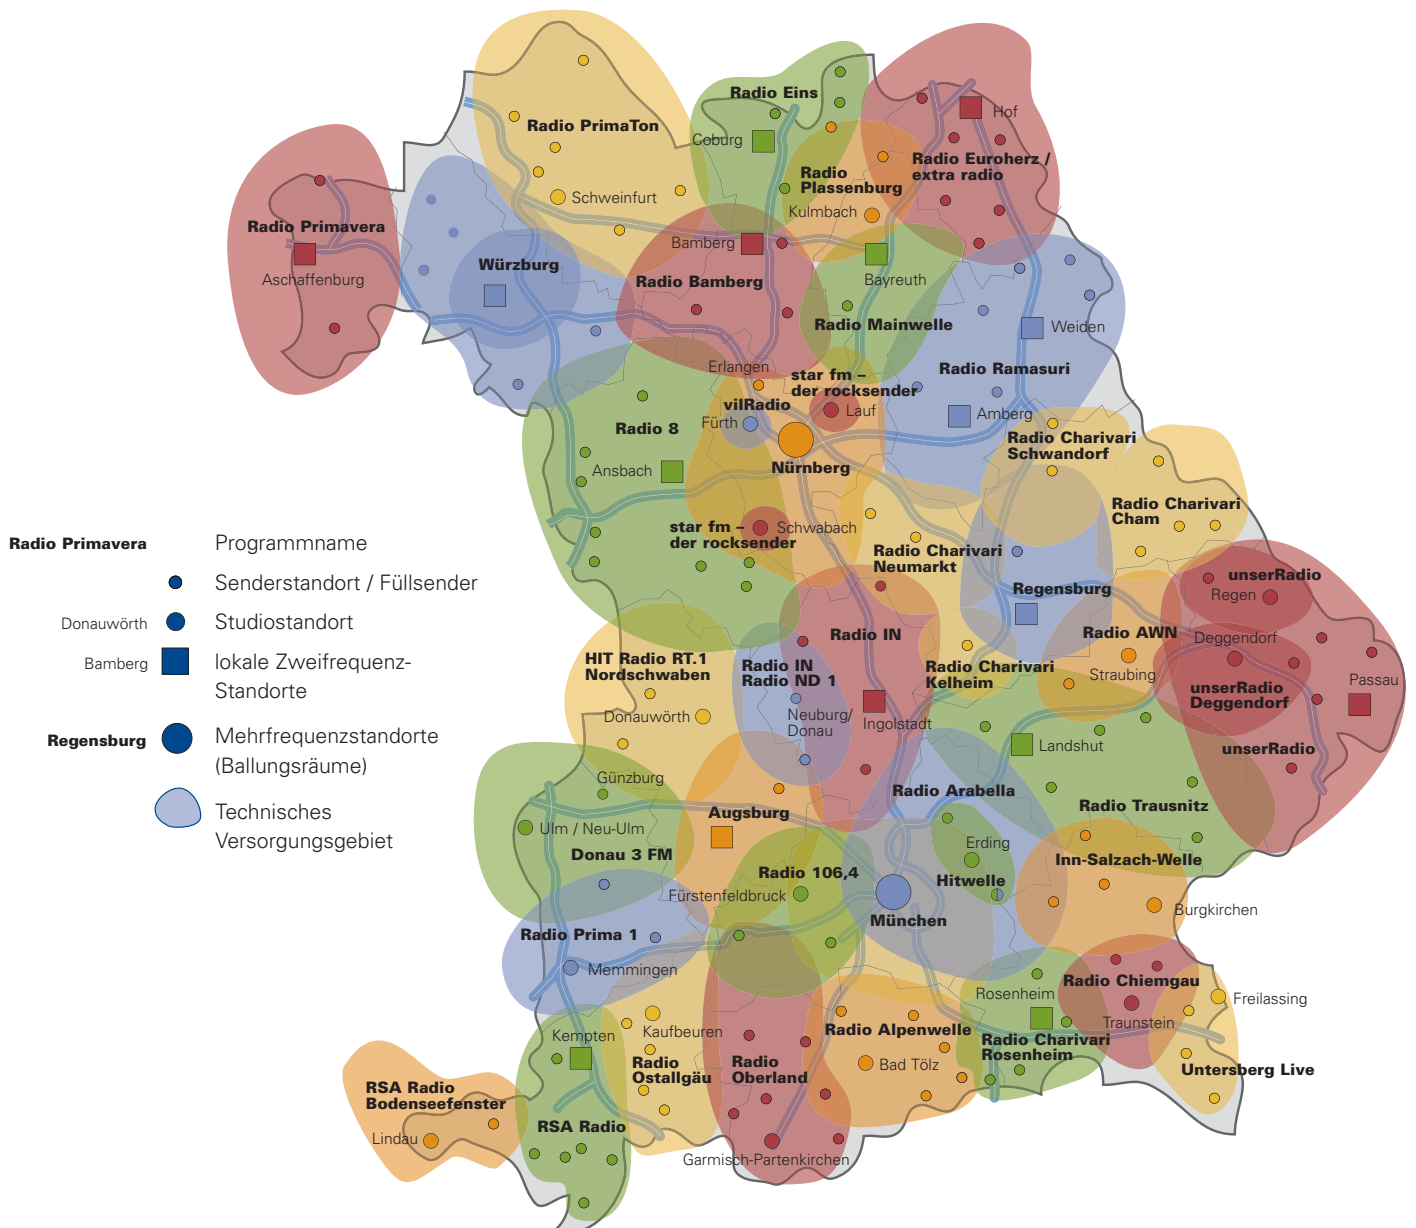 Radio Eins
Coburg
Hof
Radio PrimaTon
Radio Euroherz /
extra radio
Radio
Plassenburg
Schweinfurt
Kulmbach
Radio Primavera
Aschaffenburg
Bamberg
Radio Bamberg
Bayreuth
Würzburg
Radio Mainwelle
Weiden
Radio Ramasuri
Amberg
Erlangen
star fm –
der rocksender
Lauf
vilRadio
Fürth
Nürnberg
Radio 8
Ansbach
Radio Charivari
Schwandorf
Radio Charivari
Cham
star fm –
der rocksender
Schwabach
Radio Charivari
Neumarkt
Regensburg
unserRadio
Regen
Radio Primavera
Programmname
Senderstandort / Füllsender
Donauwörth
Studiostandort
Bamberg
lokale Zweifrequenz-
Standorte
Regensburg
Mehrfrequenzstandorte
(Ballungsräume)
Technisches
Versorgungsgebiet
Radio IN
Radio AWN
Straubing
Deggendorf
unserRadio
Deggendorf
Passau
unserRadio
HIT Radio RT.1
Nordschwaben
Donauwörth
Radio IN
Radio ND 1
Neuburg/
Donau
Ingolstadt
Radio Charivari
Kelheim
Landshut
Radio Trausnitz
Günzburg
Ulm / Neu-Ulm
Donau 3 FM
Augsburg
Radio Arabella
Erding
Hitwelle
Inn-Salzach-Welle
Burgkirchen
Radio 106,4
Fürstenfeldbruck
München
Radio Prima 1
Memmingen
Rosenheim
Radio Charivari
Rosenheim
Radio Chiemgau
Traunstein
Freilassing
Untersberg Live
Kempten
Kaufbeuren
Radio
Ostallgäu
Radio
Oberland
Radio Alpenwelle
Bad Tölz
RSA Radio
Bodenseefenster
Lindau
RSA Radio
Garmisch-Partenkirchen